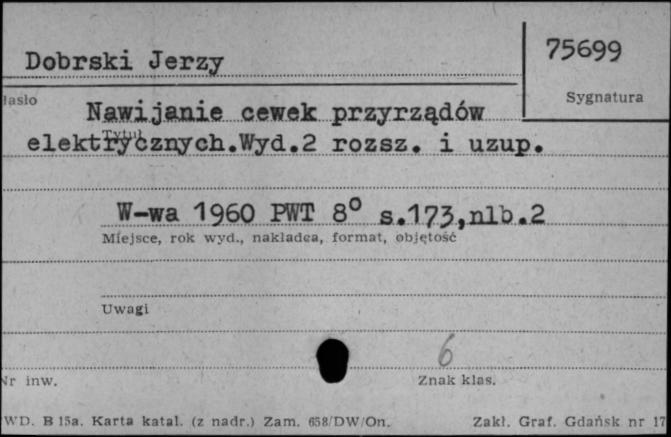 Dobrski Jerzy
75699
Hasło
Sygnatura
Nawijanie cewek przyrządów
Tytuł
elektrycznych.Wyd.2 rozsz. i uzup.
W-wa 1960 PWT 8° s.173,nlb.2
Miejsce, rok wyd., nakładca, format, objętość
Uwagi
6
Nr inw.
Znak klas.
WD. B 15a. Karta katal. (z nadr.) Zam. 658/DW/On.
Zakł. Graf. Gdańsk nr 17